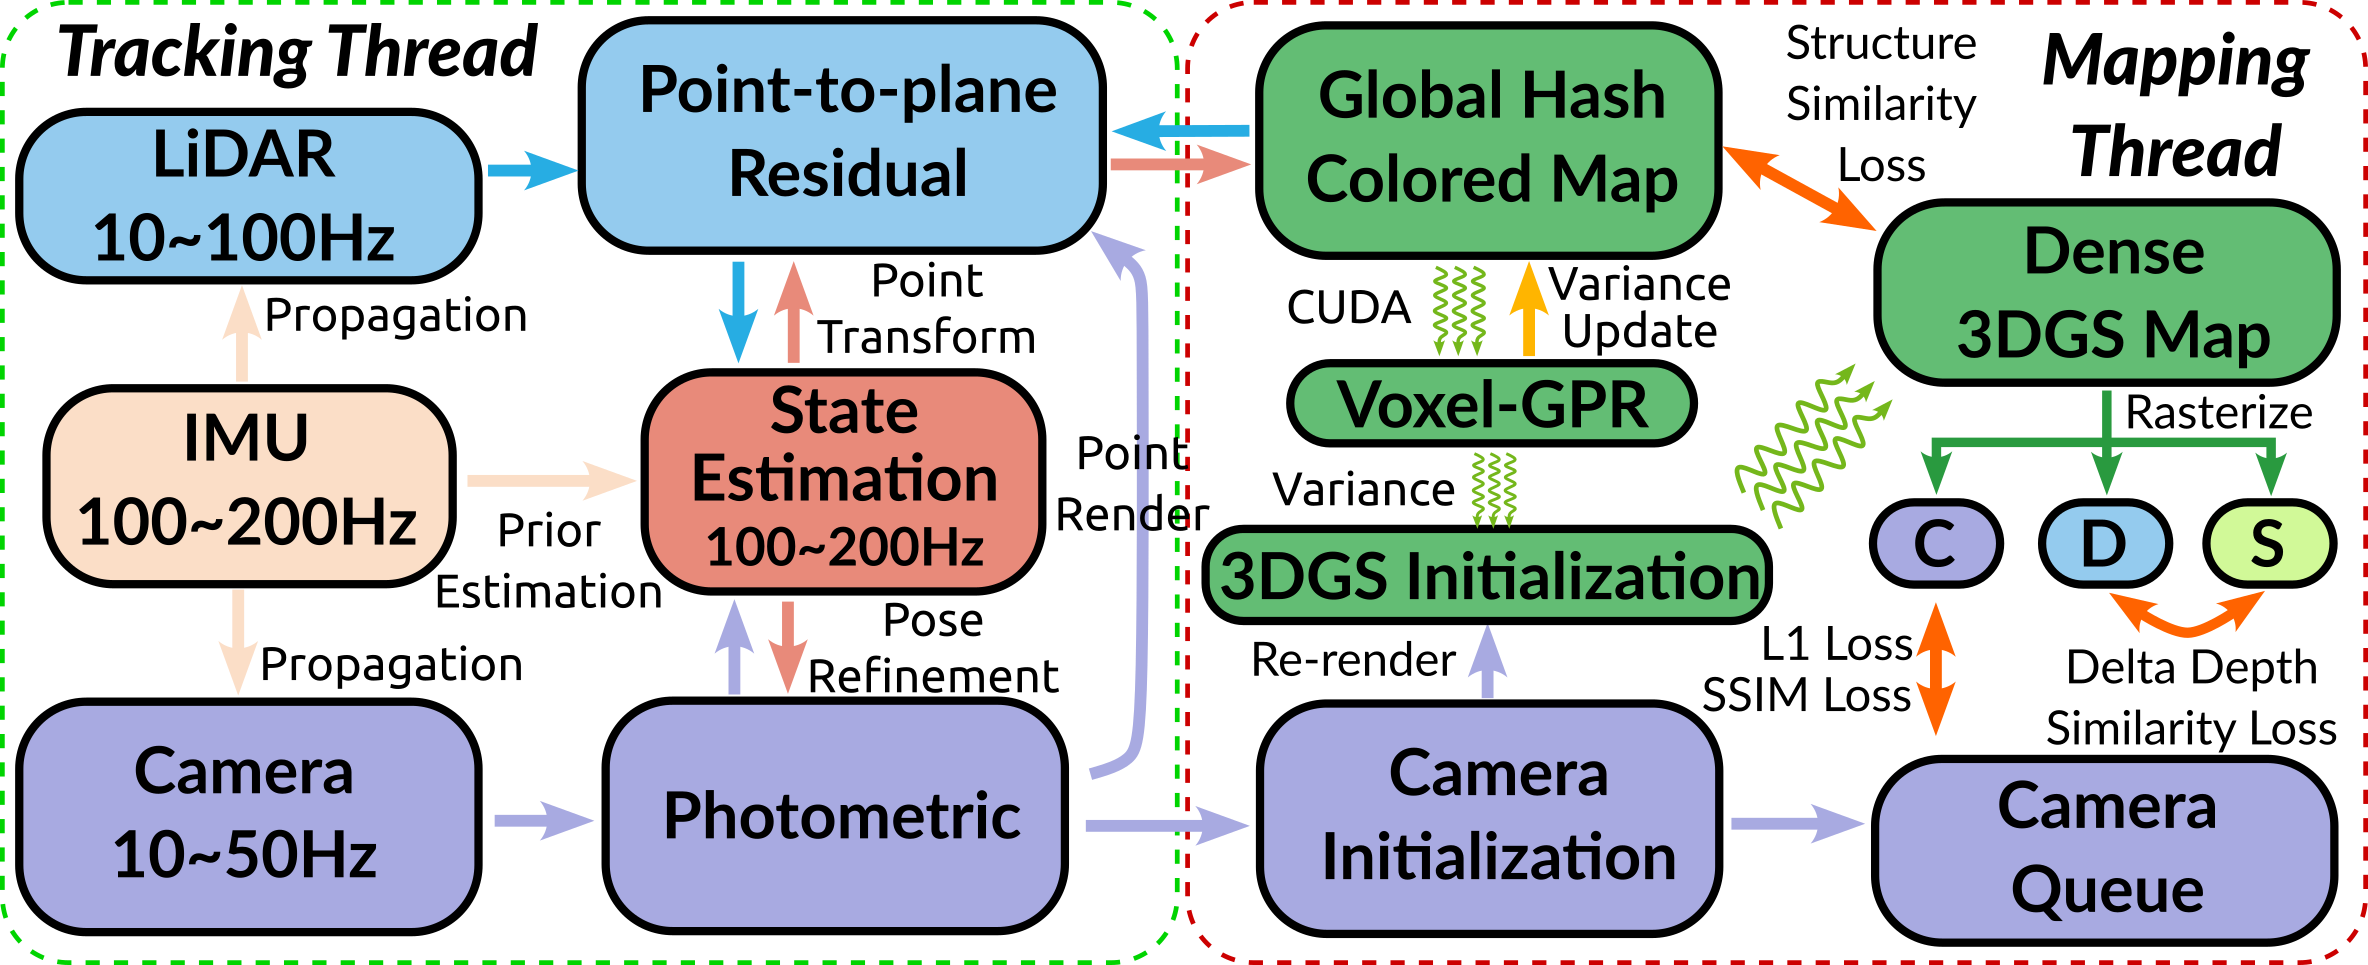 Tracking Thread
LiDAR
10~100Hz
Point-to-plane
Residual
Propagation
Point
Transform
IMU
100~200Hz
Prior
Estimation
State
Estimation
100~200Hz
Point
Render
Propagation
Pose
Refinement
Camera
10~50Hz
Photometric
Global Hash
Colored Map
Structure
Similarity
Loss
Mapping
Thread
Dense
3DGS Map
CUDA
Variance
Update
Voxel-GPR
Variance
3DGS Initialization
Rasterize
C
D
S
Re-render
L1 Loss
SSIM Loss
Delta Depth
Similarity Loss
Camera
Initialization
Camera
Queue